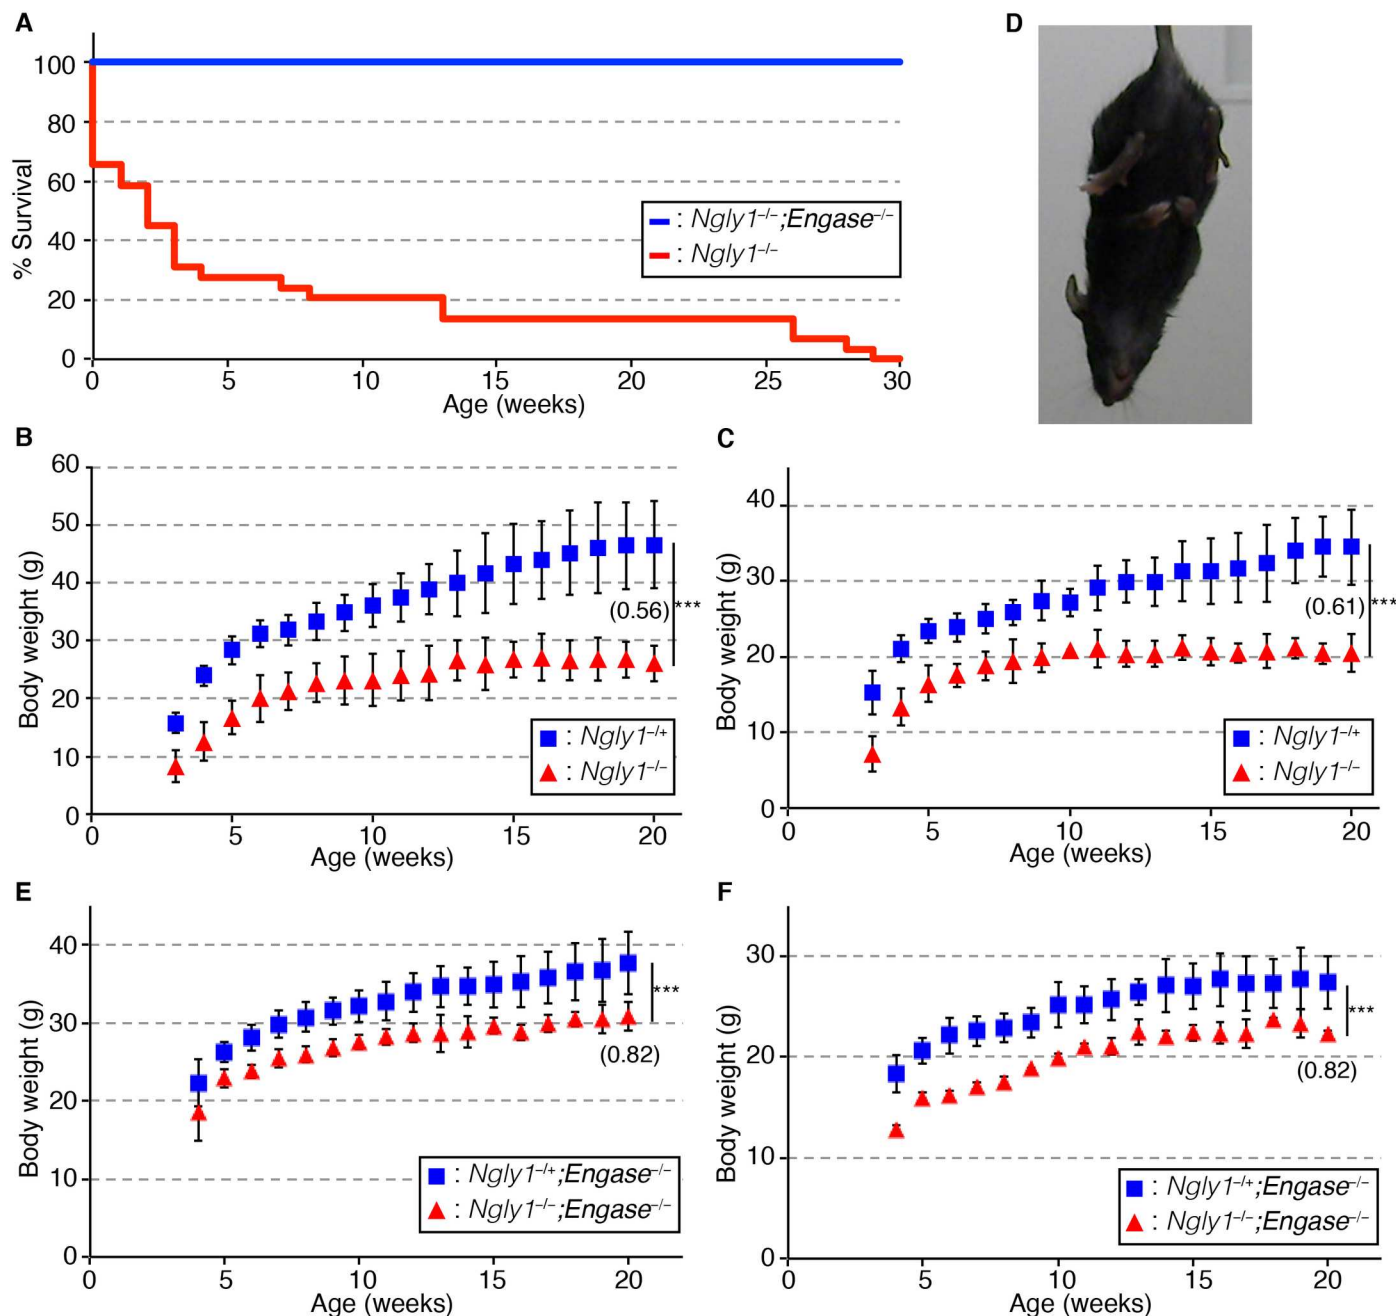 A
100
80
60
40
20
0
% Survival
0 5 10 15 20 25 30
Age (weeks)
: Ngly1⁻/⁻;Engase⁻/⁻
: Ngly1⁻/⁻
D
B
60
50
40
30
20
10
0
Body weight (g)
0 5 10 15 20
Age (weeks)
(0.56) ***
: Ngly1⁻/⁺
: Ngly1⁻/⁻
C
40
30
20
10
0
Body weight (g)
0 5 10 15 20
Age (weeks)
(0.61) ***
: Ngly1⁻/⁺
: Ngly1⁻/⁻
E
40
30
20
10
0
Body weight (g)
0 5 10 15 20
Age (weeks)
***
(0.82)
: Ngly1⁻/⁺;Engase⁻/⁻
: Ngly1⁻/⁻;Engase⁻/⁻
F
30
20
10
0
Body weight (g)
0 5 10 15 20
Age (weeks)
***
(0.82)
: Ngly1⁻/⁺;Engase⁻/⁻
: Ngly1⁻/⁻;Engase⁻/⁻